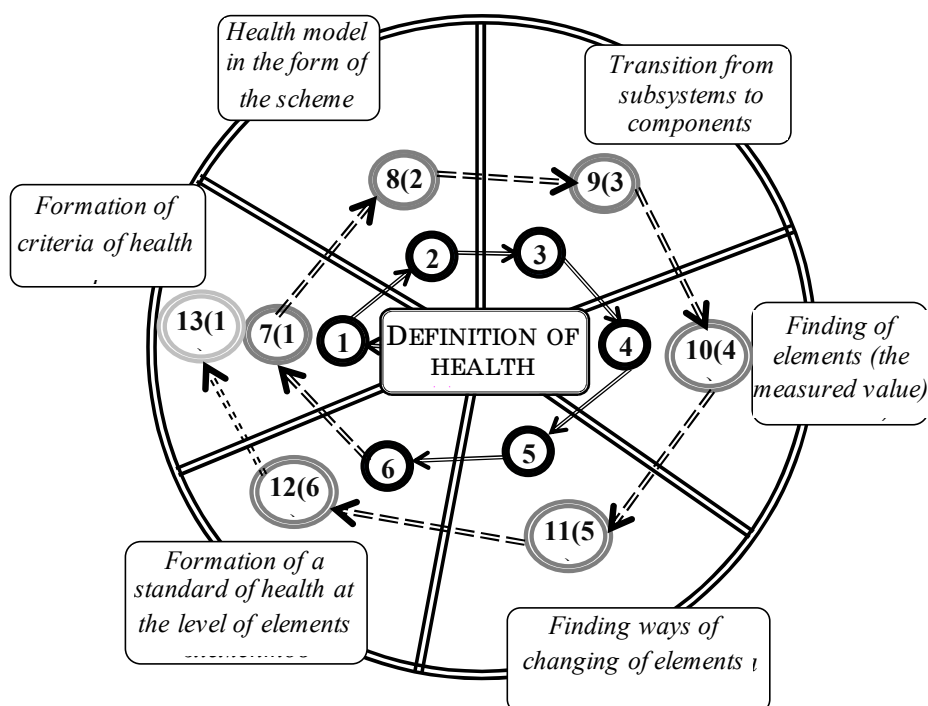 Health model
in the form of
the scheme
Transition from
subsystems to
components
8(2
9(3
Formation of
criteria of health
2
3
13(1
7(1
1
DEFINITION OF
HEALTH
4
10(4
Finding of
elements (the
measured value)
6
5
12(6
11(5
Formation of a
standard of health at
the level of elements
Finding ways of
changing of elements